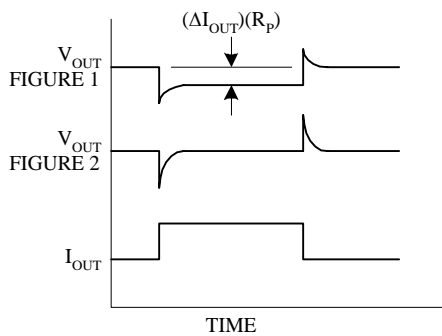 (ΔI_OUT)(R_P)
V_OUT
FIGURE 1
V_OUT
FIGURE 2
I_OUT
TIME